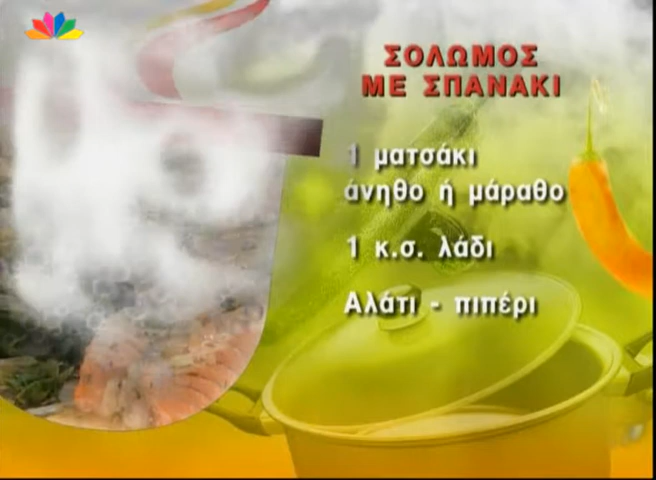 ΣΟΛΩΜΟΣ
ΜΕ ΣΠΑΝΑΚΙ
1 ματσάκι
άνηθο ή μάραθο
1 κ.σ. λάδι
Αλάτι - πιπέρι